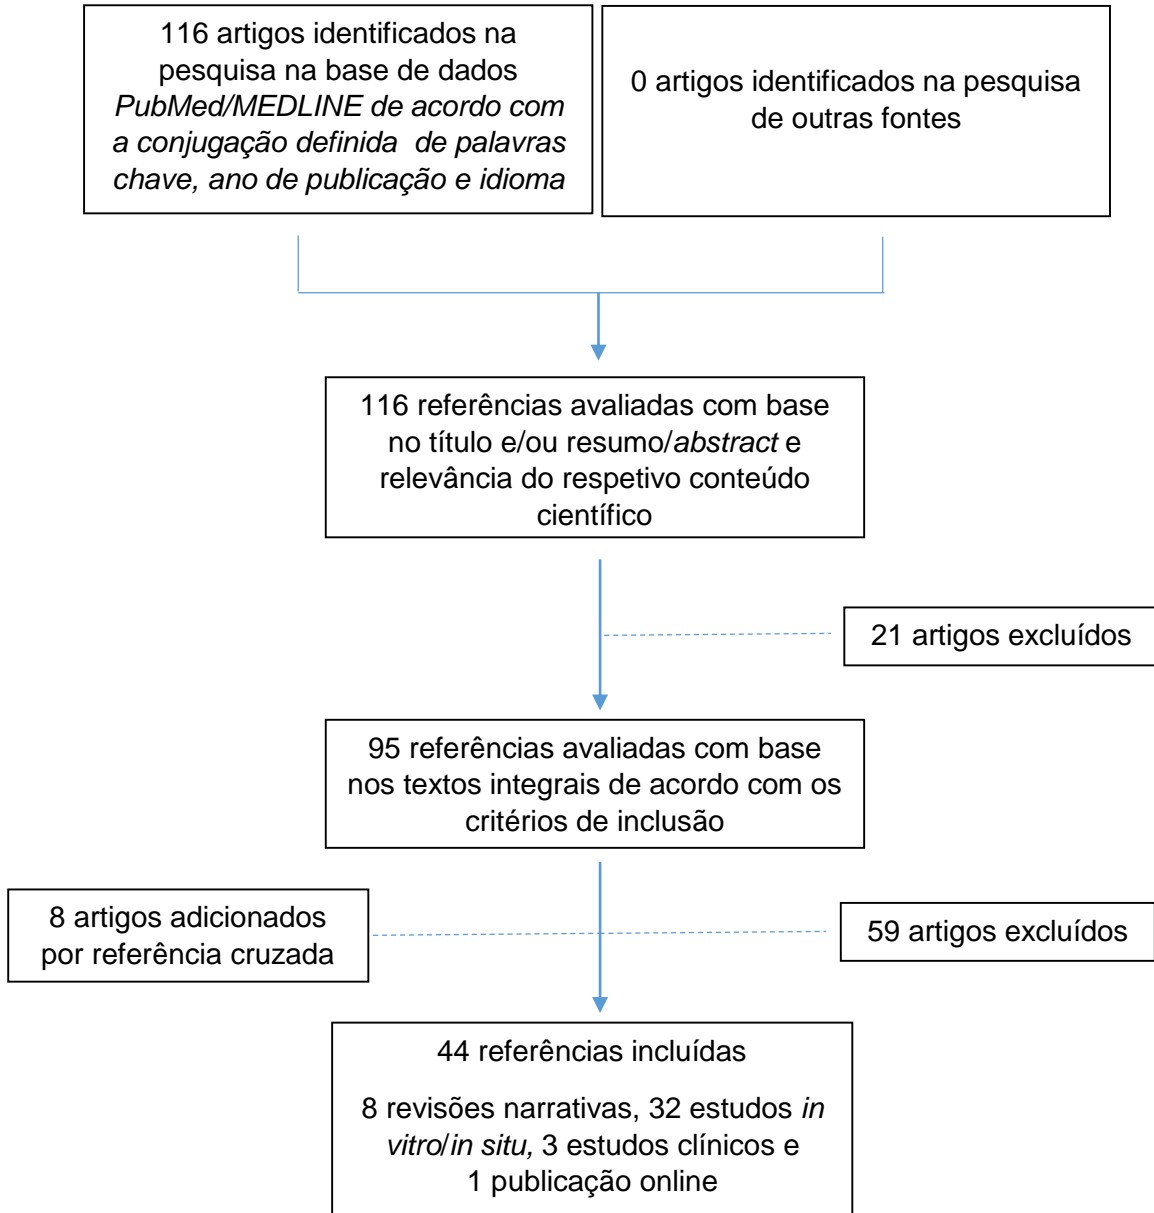 116 artigos identificados na
pesquisa na base de dados
PubMed/MEDLINE de acordo com
a conjugação definida  de palavras
chave, ano de publicação e idioma
0 artigos identificados na pesquisa
de outras fontes
116 referências avaliadas com base
no título e/ou resumo/abstract e
relevância do respetivo conteúdo
científico
21 artigos excluídos
95 referências avaliadas com base
nos textos integrais de acordo com os
critérios de inclusão
8 artigos adicionados
por referência cruzada
59 artigos excluídos
44 referências incluídas
8 revisões narrativas, 32 estudos in
vitro/in situ, 3 estudos clínicos e
1 publicação online